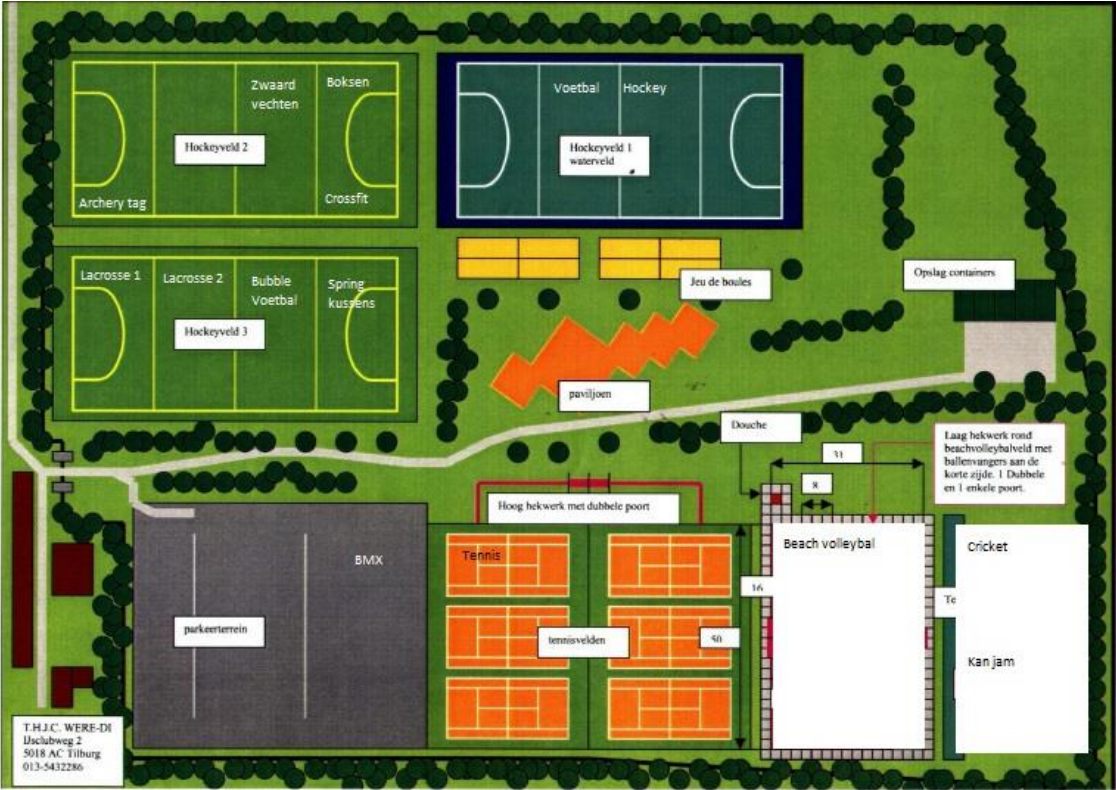 Zwaard
vechten
Boksen
Hockeyveld 2
Archery tag
Crossfit
Voetbal
Hockey
Hockeyveld 1
waterveld
Jeu de boules
Opslag containers
Lacrosse 1
Lacrosse 2
Bubble
Voetbal
Spring
kussens
Hockeyveld 3
paviljoen
Douche
31
8
Laag hekwerk rond
beachvolleybalveld met
ballenvangers aan de
korte zijde. 1 Dubbele
en 1 enkele poort.
Hoog hekwerk met dubbele poort
BMX
Tennis
Beach volleybal
Cricket
16
Te
parkeerterrein
tennisvelden
50
Kan jam
T.H.J.C. WERE-DI
IJsclubweg 2
5018 AC Tilburg
013-5432286